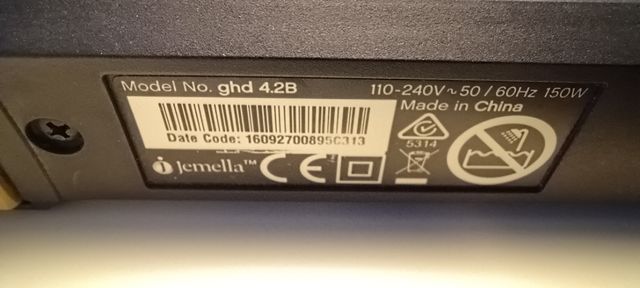 Model No. ghd 4.2B
110-240V ~ 50 / 60Hz 150W
Made in China
Date Code: 16092700895C313
5314
Jemella™ CE